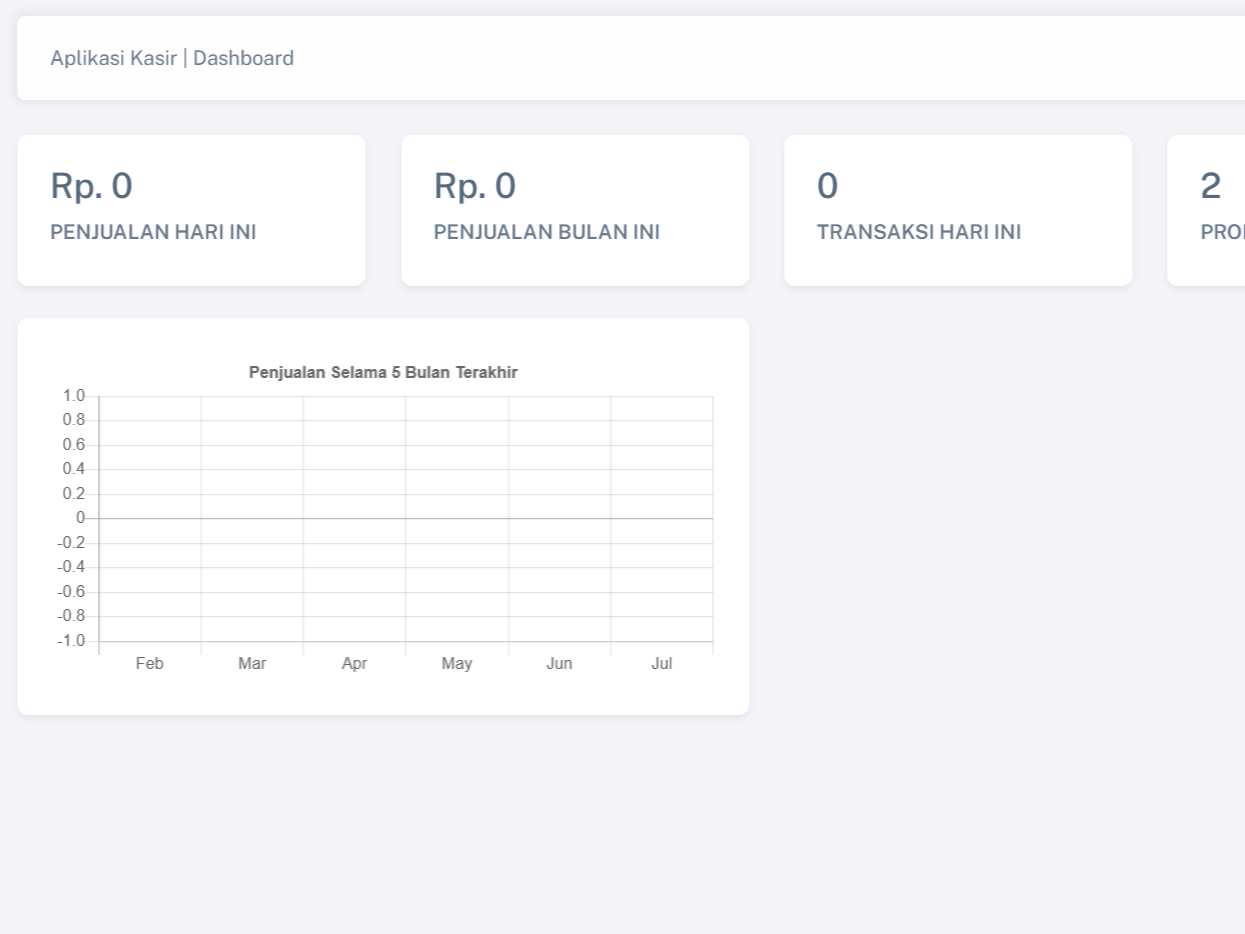 Aplikasi Kasir | Dashboard
Rp. 0
PENJUALAN HARI INI
Rp. 0
PENJUALAN BULAN INI
0
TRANSAKSI HARI INI
2
Penjualan Selama 5 Bulan Terakhir
1.0
0.8
0.6
0.4
0.2
0
-0.2
-0.4
-0.6
-0.8
-1.0
Feb Mar Apr May Jun Jul